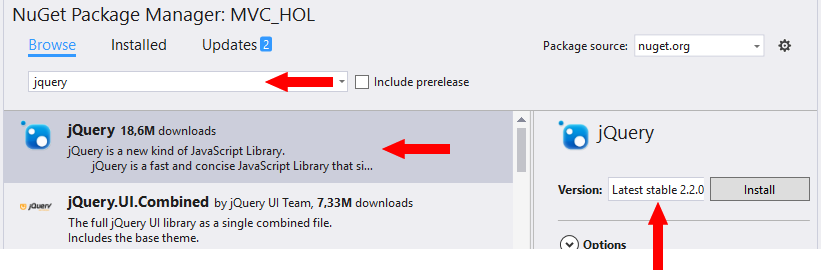 NuGet Package Manager: MVC_HOL
Browse Installed Updates 2
Package source: nuget.org
jquery
Include prerelease
jQuery 18,6M downloads
jQuery is a new kind of JavaScript Library.
jQuery is a fast and concise JavaScript Library that si...
jQuery
jQuery.UI.Combined by jQuery UI Team, 7,33M downloads
The full jQuery UI library as a single combined file.
Includes the base theme.
jQuery
Version: Latest stable 2.2.0 Install
Options